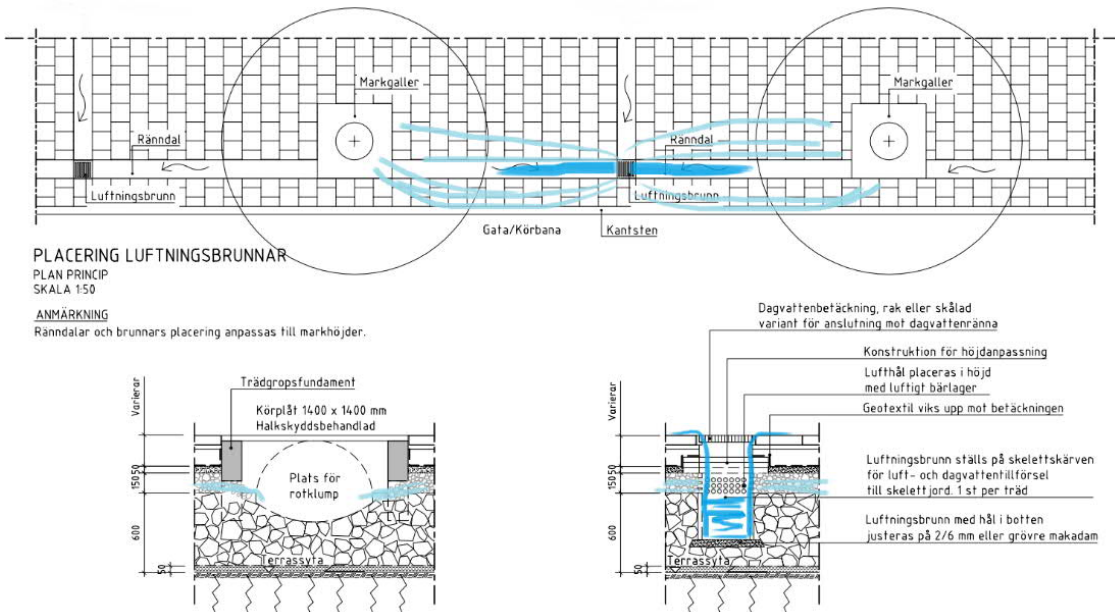 Markgaller
Markgaller
Ränndal
Ränndal
Luftningsbrunn
Luftningsbrunn
Gata/Körbana
Kantsten
PLACERING LUFTNINGSBRUNNAR
PLAN PRINCIP
SKALA 1:50
ANMÄRKNING
Ränndalar och brunnars placering anpassas till markhöjder.
Varierar
50
150
600
50
Trädgropsfundament
Körplåt 1400 x 1400 mm
Halkskyddsbehandlad
Plats för
rotklump
Terrassyta
Varierar
50
150
600
50
Dagvattenbetäckning, rak eller skålad
variant för anslutning mot dagvattenränna
Konstruktion för höjdanpassning
Lufthål placeras i höjd
med luftigt bärlager
Geotextil viks upp mot betäckningen
Luftningsbrunn ställs på skelettskärven
för luft- och dagvattentillförsel
till skelettjord. 1 st per träd
Luftningsbrunn med hål i botten
justeras på 2/6 mm eller grövre makadam
Terrassyta